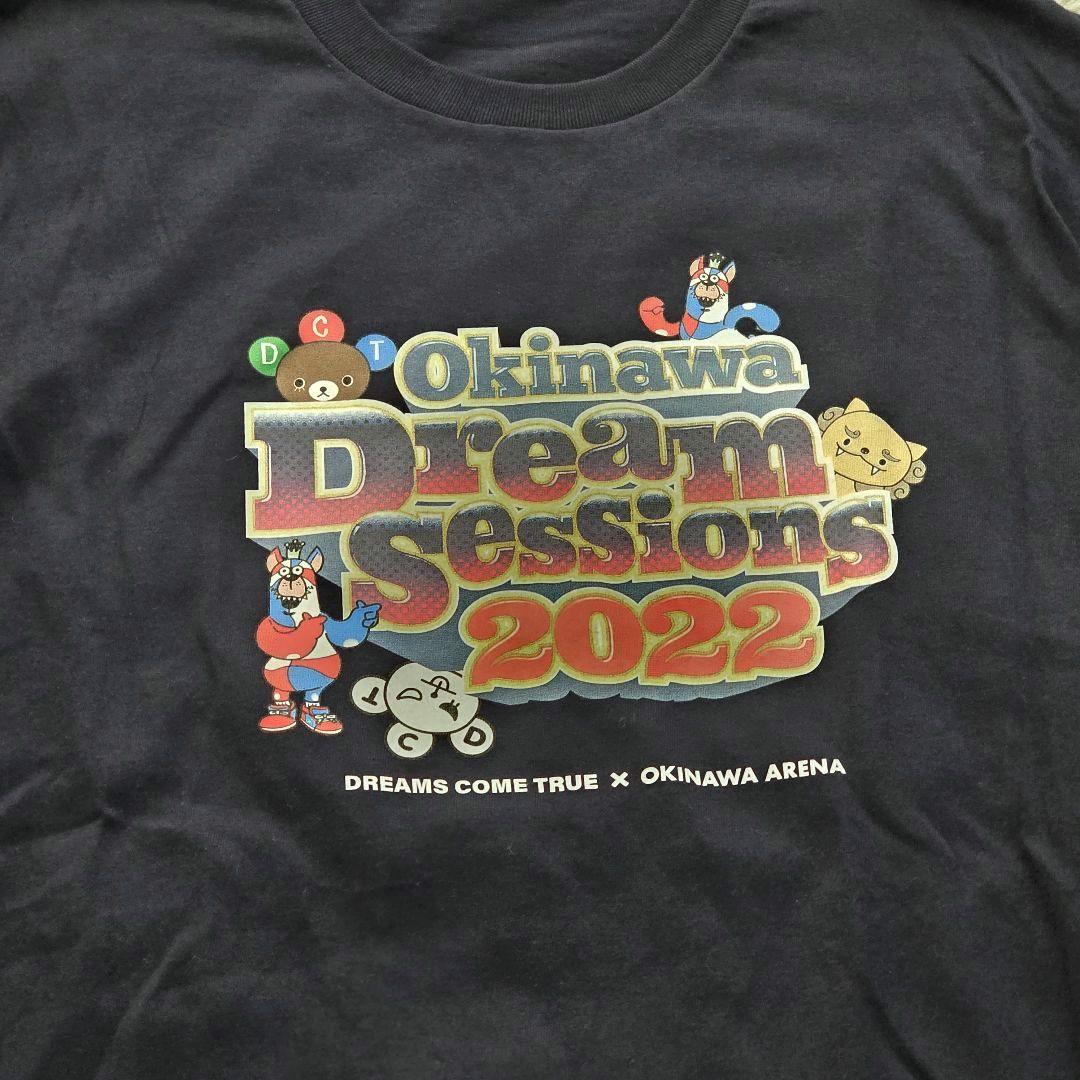 D C T
Okinawa
Dream
Sessions
2022
T C D
DREAMS COME TRUE × OKINAWA ARENA